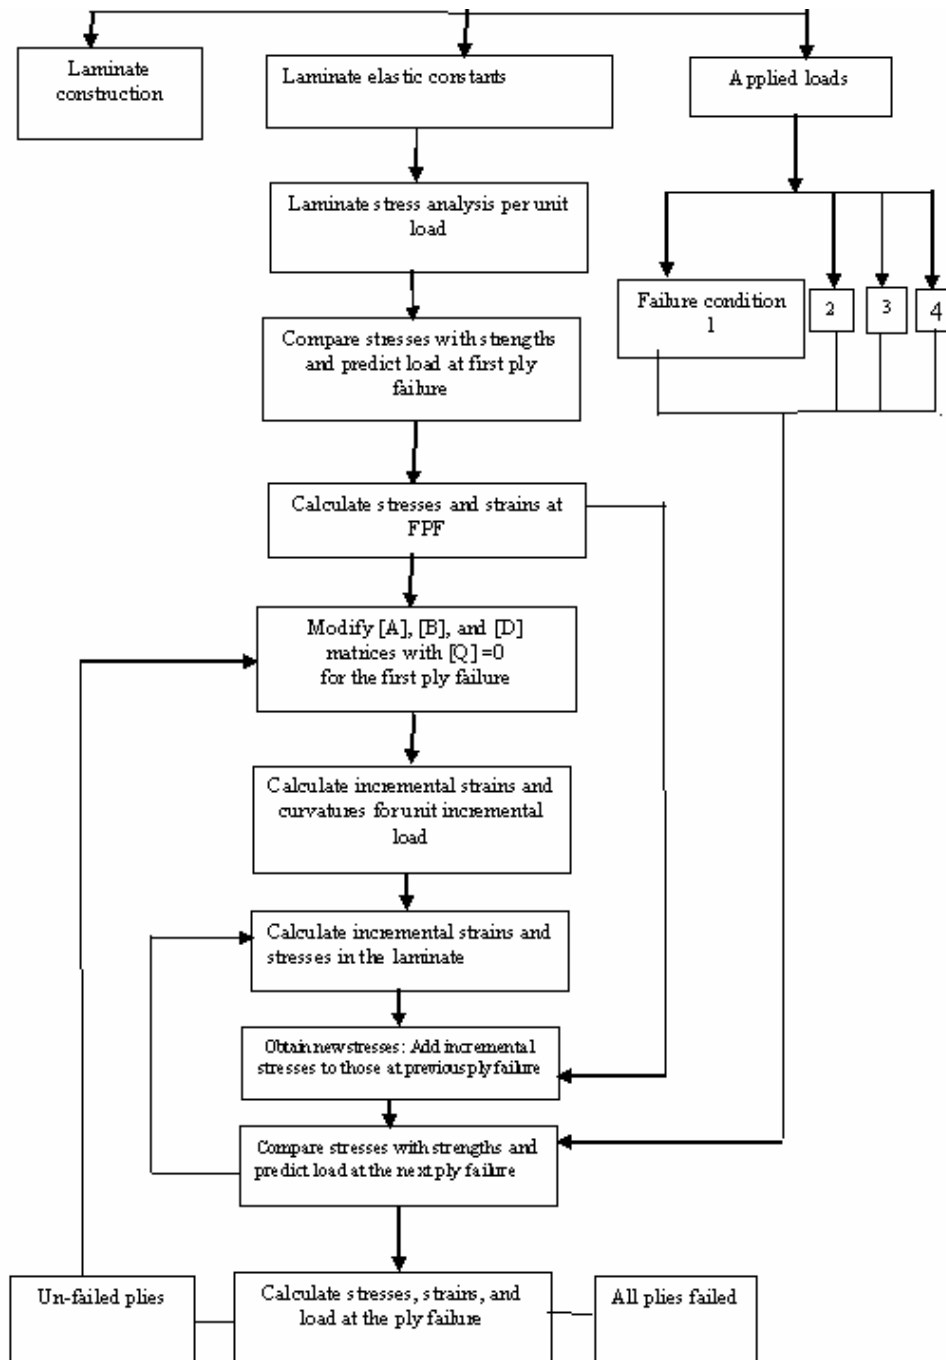 Laminate
construction
Laminate elastic constants
Applied loads
Laminate stress analysis per unit
load
Failure condition
1
2
3
4
Compare stresses with strengths
and predict load at first ply
failure
Calculate stresses and strains at
FPF
Modify [A], [B], and [D]
matrices with [Q] =0
for the first ply failure
Calculate incremental strains and
curvatures for unit incremental
load
Calculate incremental strains and
stresses in the laminate
Obtain new stresses: Add incremental
stresses to those at previous ply failure
Compare stresses with strengths and
predict load at the next ply failure
Un-failed plies
Calculate stresses, strains, and
load at the ply failure
All plies failed